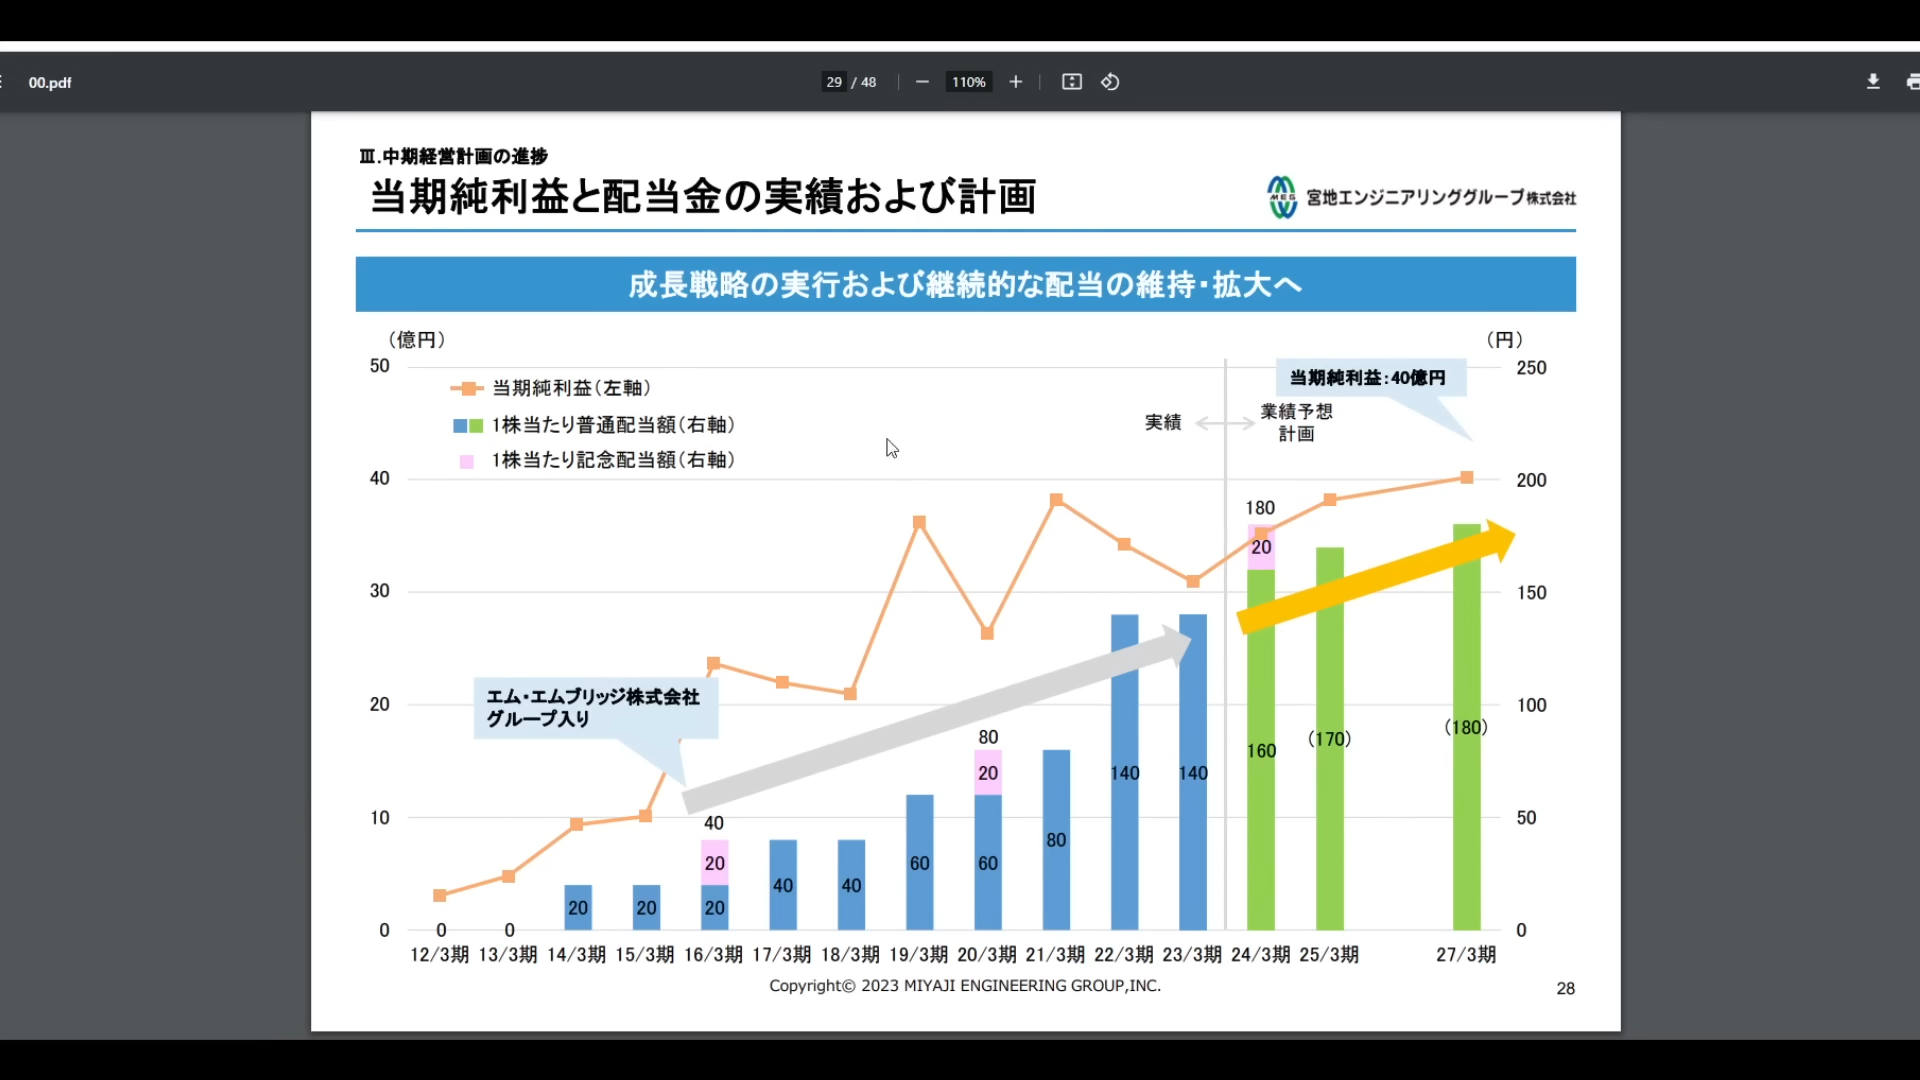 00.pdf
29 / 48
110%
Ⅲ.中期経営計画の進捗
当期純利益と配当金の実績および計画
MEG
宮地エンジニアリンググループ株式会社
成長戦略の実行および継続的な配当の維持・拡大へ
（億円）
（円）
50
40
30
20
10
0
250
200
150
100
50
0
当期純利益（左軸）
1株当たり普通配当額（右軸）
1株当たり記念配当額（右軸）
実績
業績予想
計画
当期純利益：40億円
エム・エムブリッジ株式会社
グループ入り
0
0
20
20
40
20
20
40
40
60
80
20
60
80
140
140
180
20
160
（170）
（180）
12/3期 13/3期 14/3期 15/3期 16/3期 17/3期 18/3期 19/3期 20/3期 21/3期 22/3期 23/3期 24/3期 25/3期 27/3期
Copyright© 2023 MIYAJI ENGINEERING GROUP,INC.
28